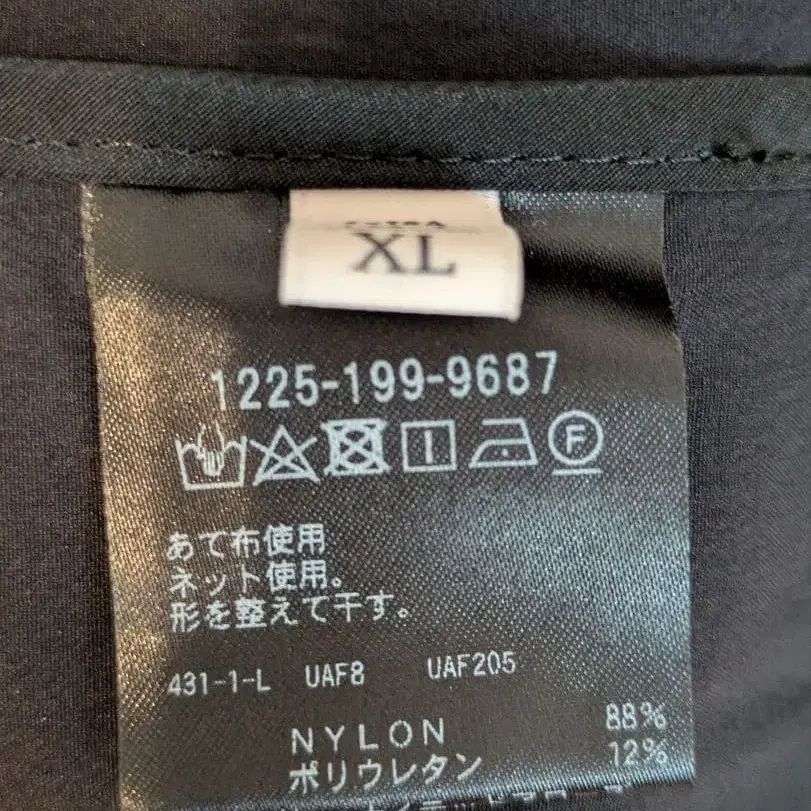 XL
1225-199-9687
F
あて布使用
ネット使用。
形を整えて干す。
431-1-L UAF8 UAF205
NYLON 88%
ポリウレタン 12%